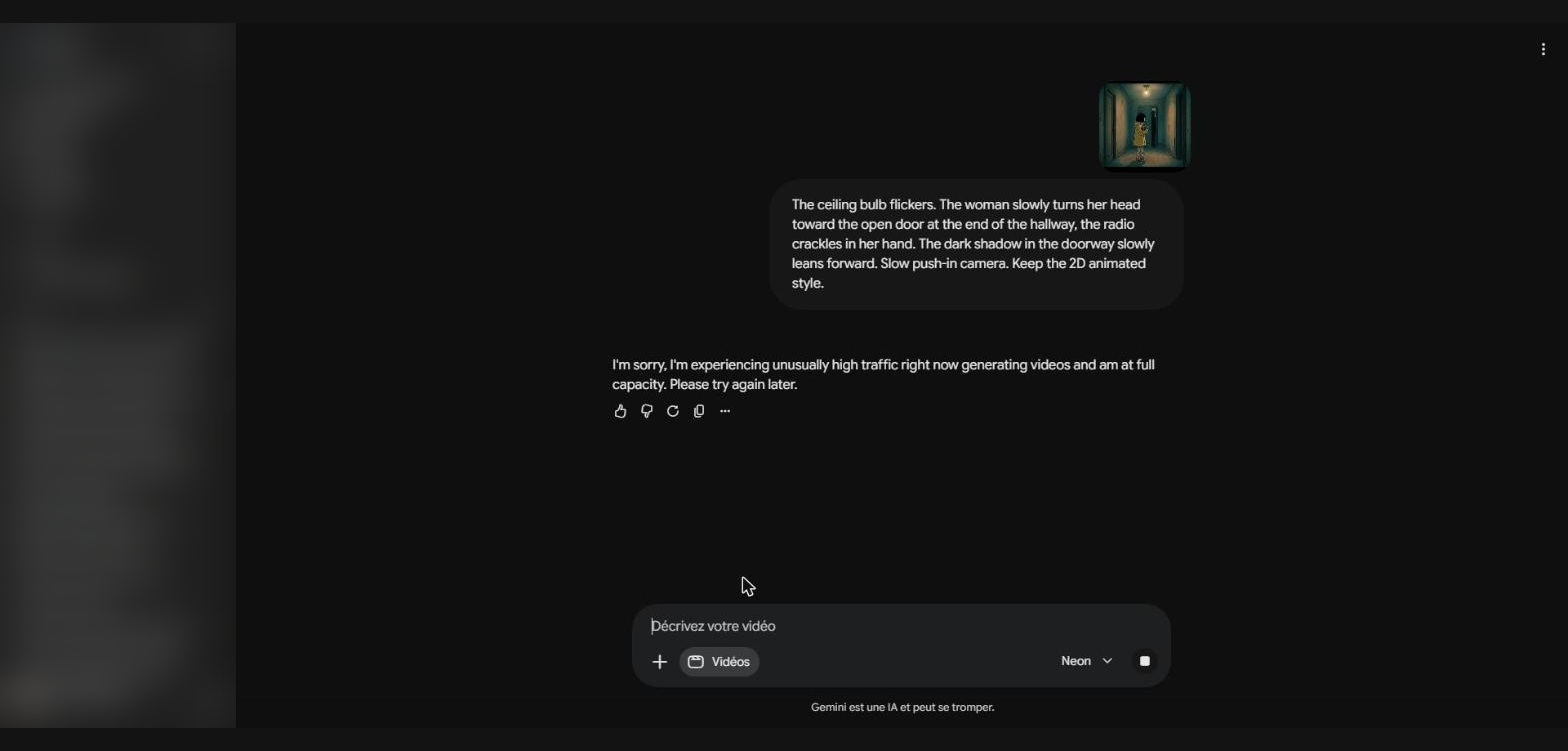 The ceiling bulb flickers. The woman slowly turns her head
toward the open door at the end of the hallway, the radio
crackles in her hand. The dark shadow in the doorway slowly
leans forward. Slow push-in camera. Keep the 2D animated
style.
I'm sorry, I'm experiencing unusually high traffic right now generating videos and am at full
capacity. Please try again later.
Décrivez votre vidéo
Vidéos
Neon
Gemini est une IA et peut se tromper.